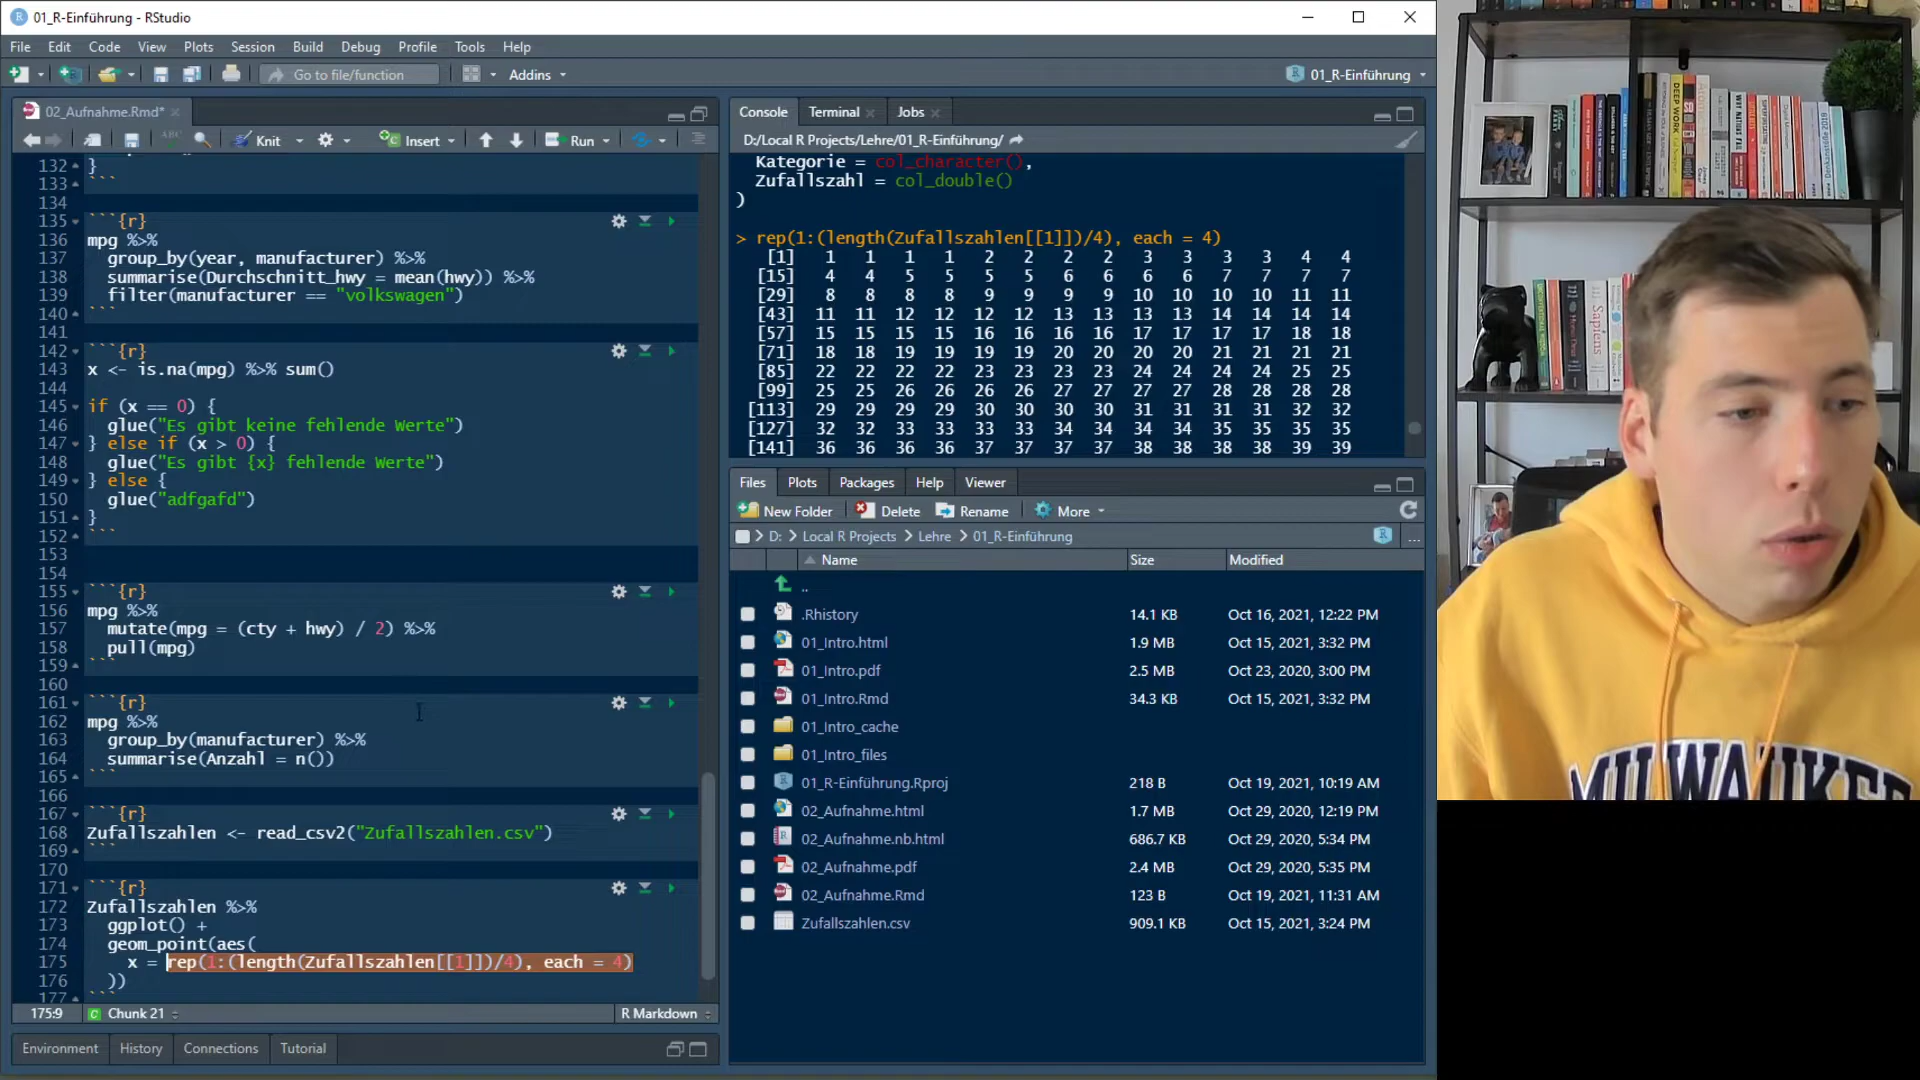 01_R-Einführung - RStudio
File Edit Code View Plots Session Build Debug Profile Tools Help
Go to file/function Addins 01_R-Einführung
02_Aufnahme.Rmd*
Knit Insert Run
132 }
133 ```
134
135 ```{r}
136 mpg %>%
137 group_by(year, manufacturer) %>%
138 summarise(Durchschnitt_hwy = mean(hwy)) %>%
139 filter(manufacturer == "volkswagen")
140 ```
141
142 ```{r}
143 x <- is.na(mpg) %>% sum()
144
145 if (x == 0) {
146 glue("Es gibt keine fehlende Werte")
147 } else if (x > 0) {
148 glue("Es gibt {x} fehlende Werte")
149 } else {
150 glue("adfgafd")
151 }
152 ```
153
154
155 ```{r}
156 mpg %>%
157 mutate(mpg = (cty + hwy) / 2) %>%
158 pull(mpg)
159 ```
160
161 ```{r}
162 mpg %>%
163 group_by(manufacturer) %>%
164 summarise(Anzahl = n())
165 ```
166
167 ```{r}
168 Zufallszahlen <- read_csv2("Zufallszahlen.csv")
169 ```
170
171 ```{r}
172 Zufallszahlen %>%
173 ggplot() +
174 geom_point(aes(
175 x = rep(1:(length(Zufallszahlen[[1]])/4), each = 4)
176 ))
177 ```
175:9 Chunk 21 R Markdown
Environment History Connections Tutorial
Console Terminal Jobs
D:/Local R Projects/Lehre/01_R-Einführung/
Kategorie = col_character(),
Zufallszahl = col_double()
)
> rep(1:(length(Zufallszahlen[[1]])/4), each = 4)
[1] 1 1 1 1 2 2 2 2 3 3 3 3 4 4
[15] 4 4 5 5 5 5 6 6 6 6 7 7 7 7
[29] 8 8 8 8 9 9 9 9 10 10 10 10 11 11
[43] 11 11 12 12 12 12 13 13 13 13 14 14 14 14
[57] 15 15 15 15 16 16 16 16 17 17 17 17 18 18
[71] 18 18 19 19 19 19 20 20 20 20 21 21 21 21
[85] 22 22 22 22 23 23 23 23 24 24 24 24 25 25
[99] 25 25 26 26 26 26 27 27 27 27 28 28 28 28
[113] 29 29 29 29 30 30 30 30 31 31 31 31 32 32
[127] 32 32 33 33 33 33 34 34 34 34 35 35 35 35
[141] 36 36 36 36 37 37 37 37 38 38 38 38 39 39
Files Plots Packages Help Viewer
New Folder Delete Rename More
D: Local R Projects Lehre 01_R-Einführung ...
Name Size Modified
..
.Rhistory 14.1 KB Oct 16, 2021, 12:22 PM
01_Intro.html 1.9 MB Oct 15, 2021, 3:32 PM
01_Intro.pdf 2.5 MB Oct 23, 2020, 3:00 PM
01_Intro.Rmd 34.3 KB Oct 15, 2021, 3:32 PM
01_Intro_cache
01_Intro_files
01_R-Einführung.Rproj 218 B Oct 19, 2021, 10:19 AM
02_Aufnahme.html 1.7 MB Oct 29, 2020, 12:19 PM
02_Aufnahme.nb.html 686.7 KB Oct 29, 2020, 5:34 PM
02_Aufnahme.pdf 2.4 MB Oct 29, 2020, 5:35 PM
02_Aufnahme.Rmd 123 B Oct 19, 2021, 11:31 AM
Zufallszahlen.csv 909.1 KB Oct 15, 2021, 3:24 PM
DEEP WORK
WHY NATIONS FAIL
Sapiens
MILWAUKEE